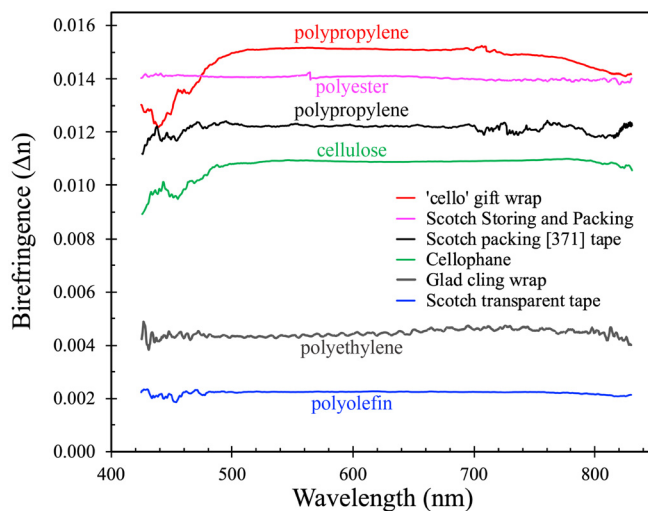 0.016
0.014
0.012
0.010
0.008
0.006
0.004
0.002
0.000
Birefringence (Δn)
polypropylene
polyester
polypropylene
cellulose
'cello' gift wrap
Scotch Storing and Packing
Scotch packing [371] tape
Cellophane
Glad cling wrap
Scotch transparent tape
polyethylene
polyolefin
400
500
600
700
800
Wavelength (nm)